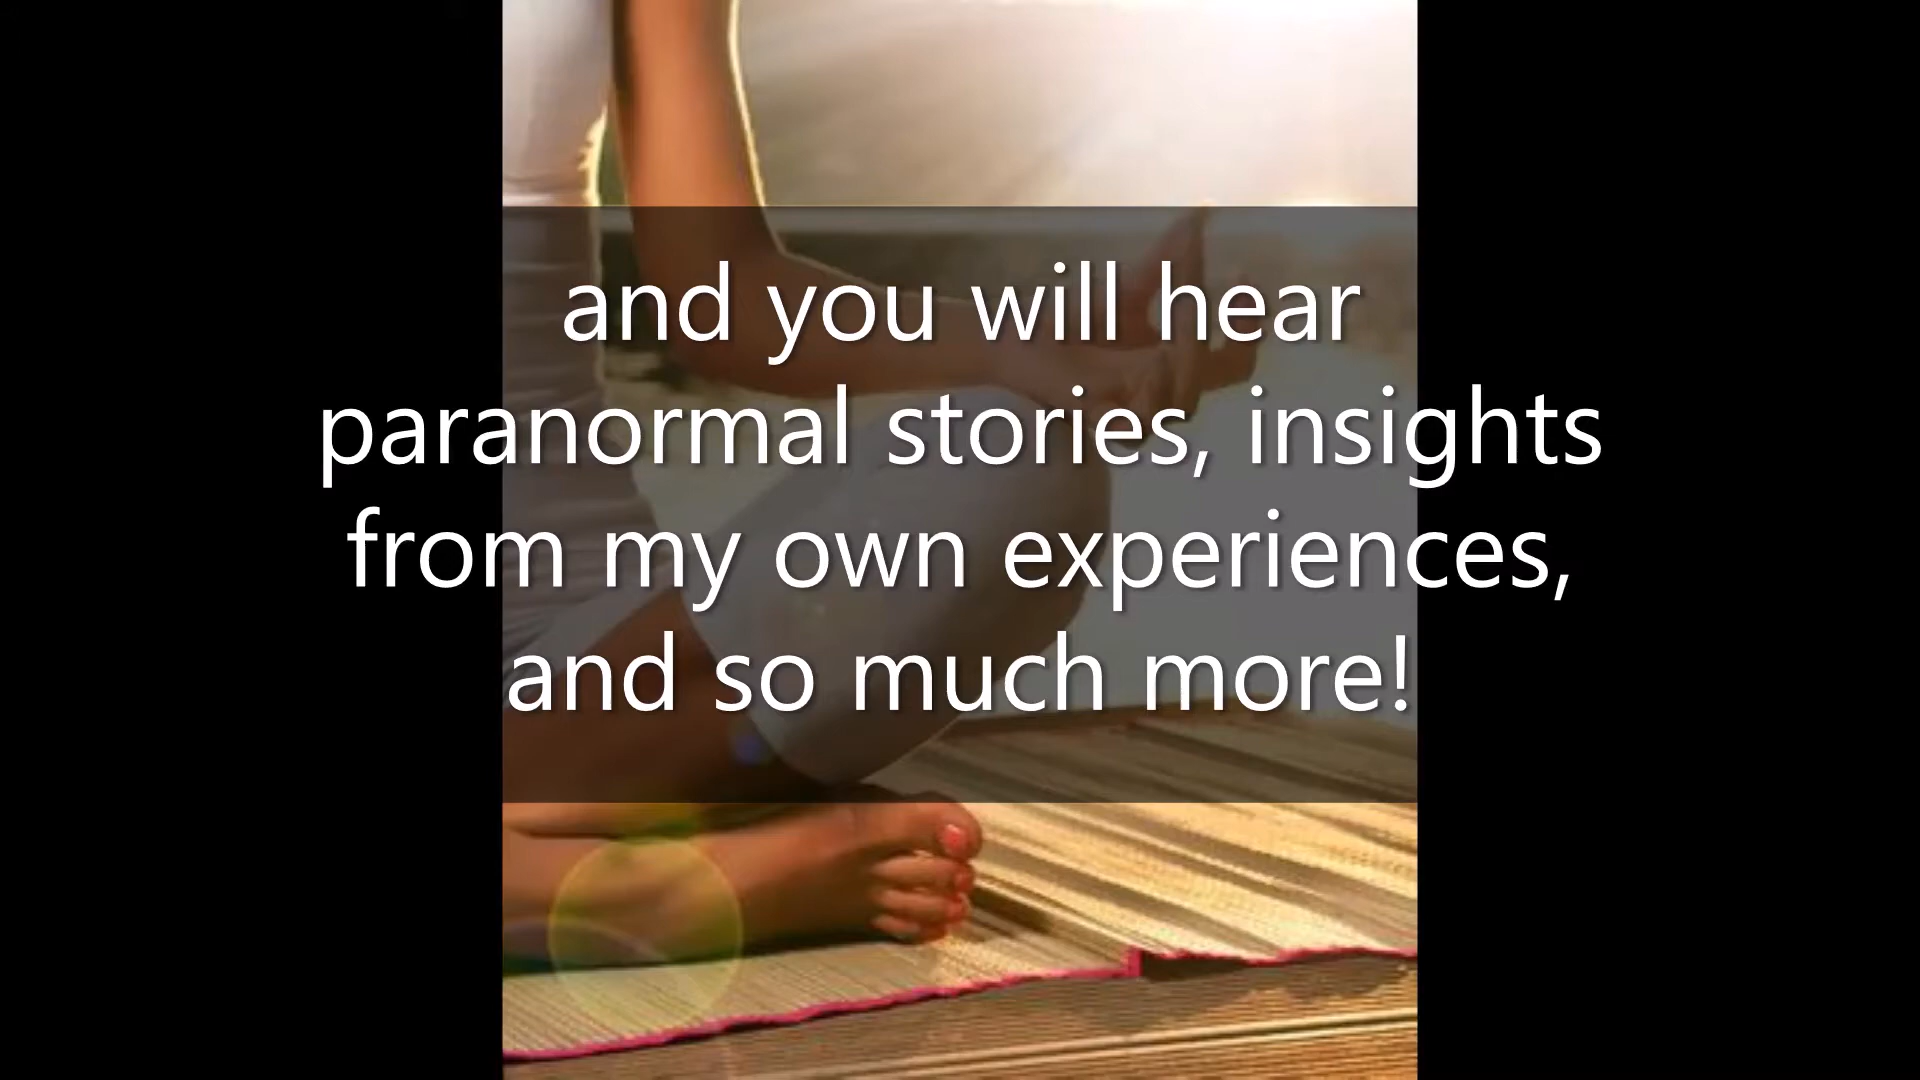 and you will hear
paranormal stories, insights
from my own experiences,
and so much more!